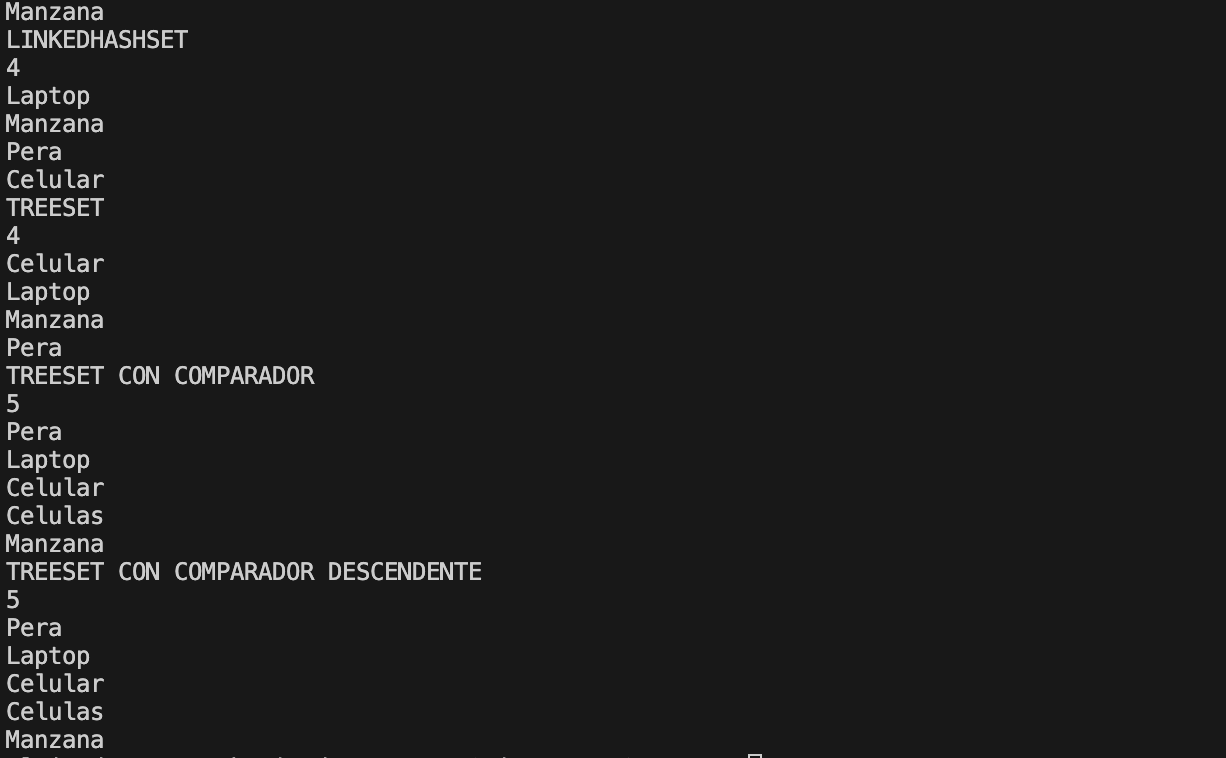 Manzana
LINKEDHASHSET
4
Laptop
Manzana
Pera
Celular
TREESET
4
Celular
Laptop
Manzana
Pera
TREESET CON COMPARADOR
5
Pera
Laptop
Celular
Celulas
Manzana
TREESET CON COMPARADOR DESCENDENTE
5
Pera
Laptop
Celular
Celulas
Manzana